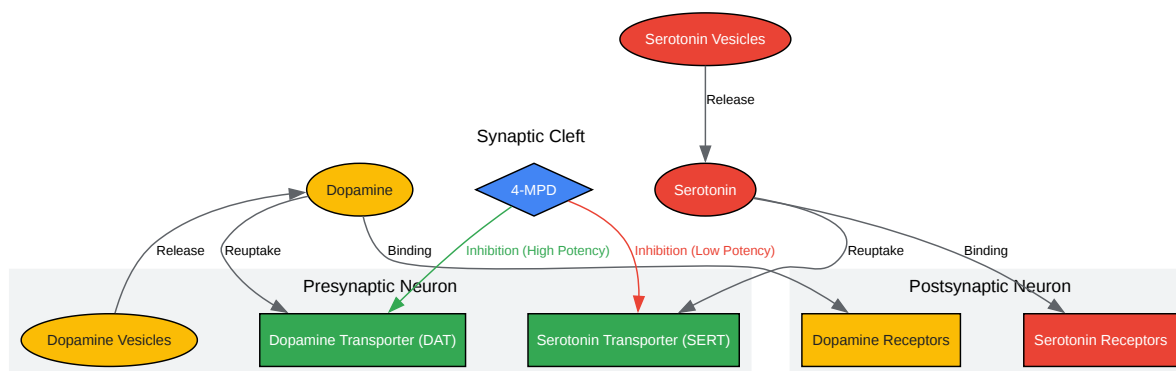 Serotonin Vesicles
Release
Synaptic Cleft
Dopamine
4-MPD
Serotonin
Release
Reuptake
Binding
Inhibition (High Potency)
Inhibition (Low Potency)
Reuptake
Binding
Presynaptic Neuron
Postsynaptic Neuron
Dopamine Vesicles
Dopamine Transporter (DAT)
Serotonin Transporter (SERT)
Dopamine Receptors
Serotonin Receptors